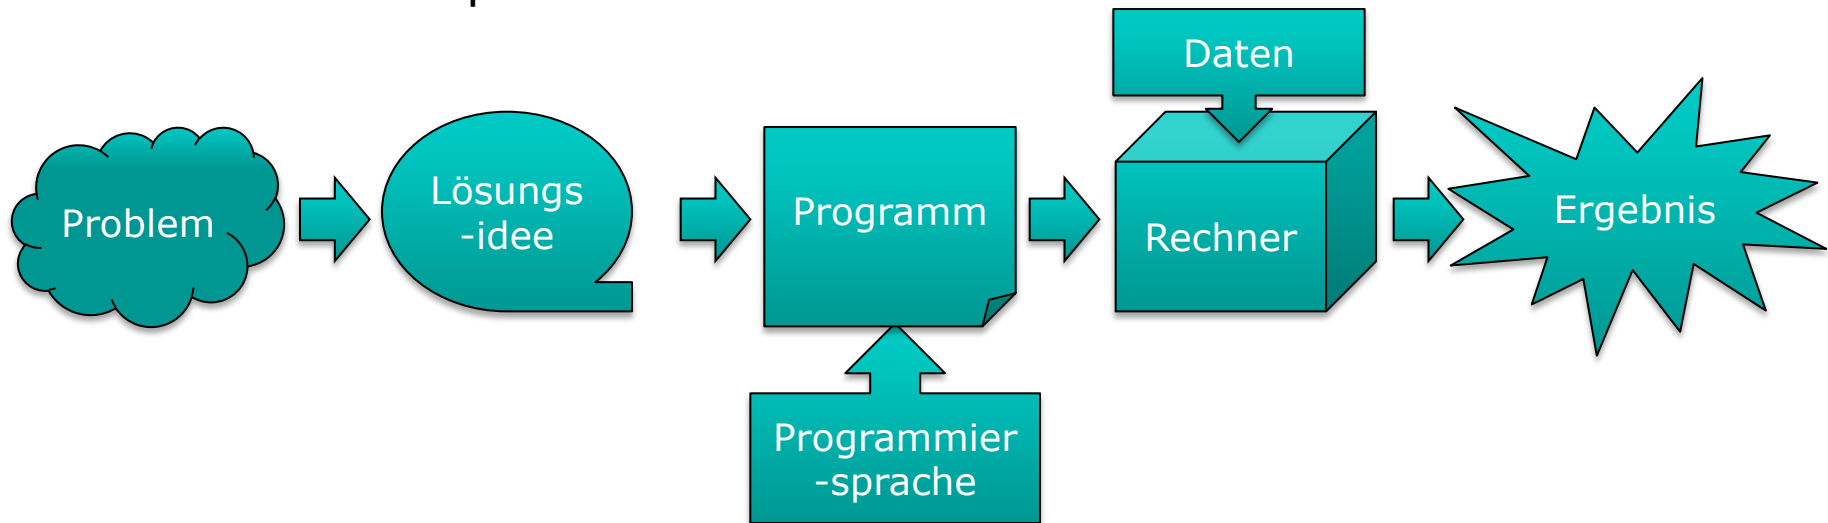 Problem
Lösungs
-idee
Programm
Programmier
-sprache
Daten
Rechner
Ergebnis